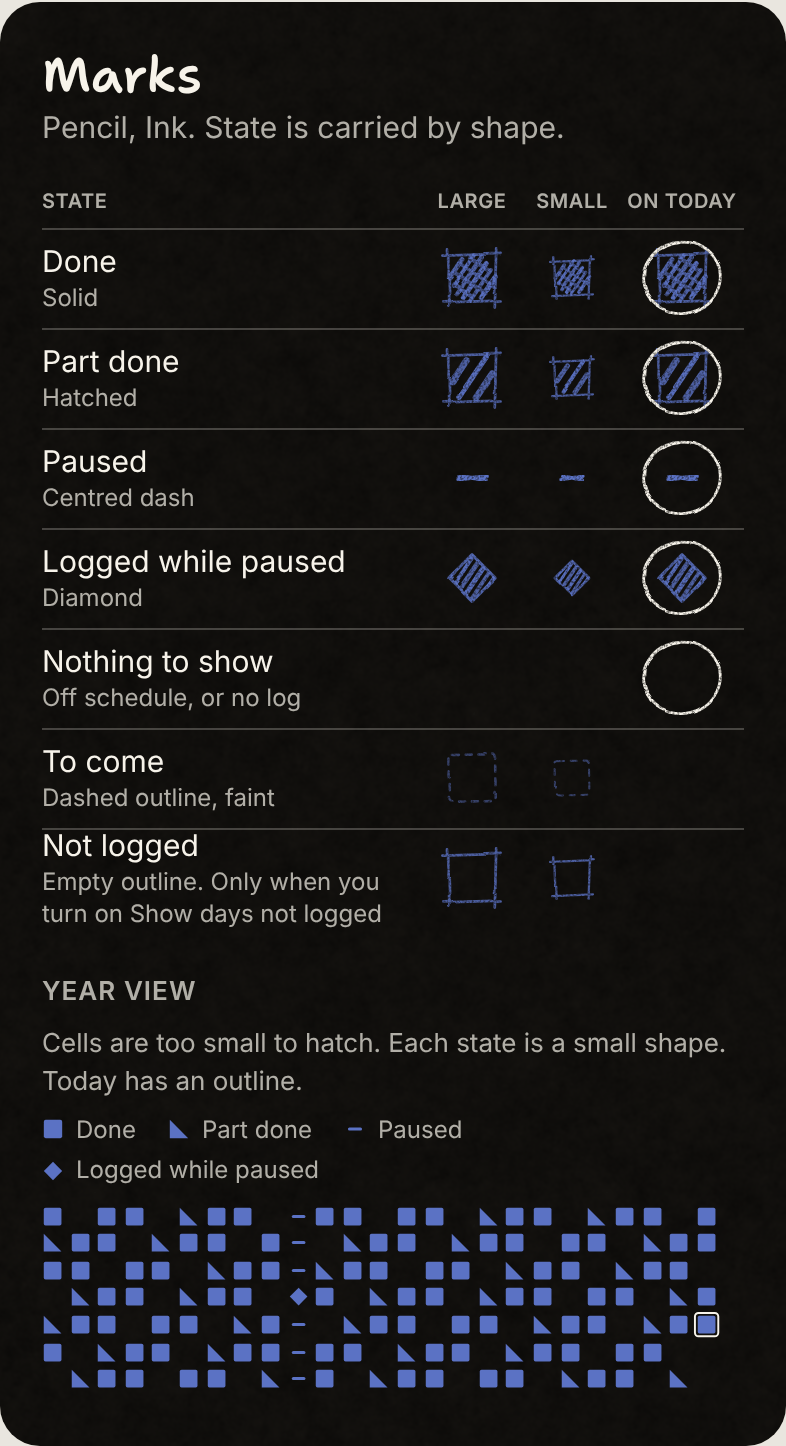 Marks
Pencil, Ink. State is carried by shape.
STATE LARGE SMALL ON TODAY
Done
Solid
Part done
Hatched
Paused
Centred dash
Logged while paused
Diamond
Nothing to show
Off schedule, or no log
To come
Dashed outline, faint
Not logged
Empty outline. Only when you
turn on Show days not logged
YEAR VIEW
Cells are too small to hatch. Each state is a small shape.
Today has an outline.
Done Part done Paused
Logged while paused